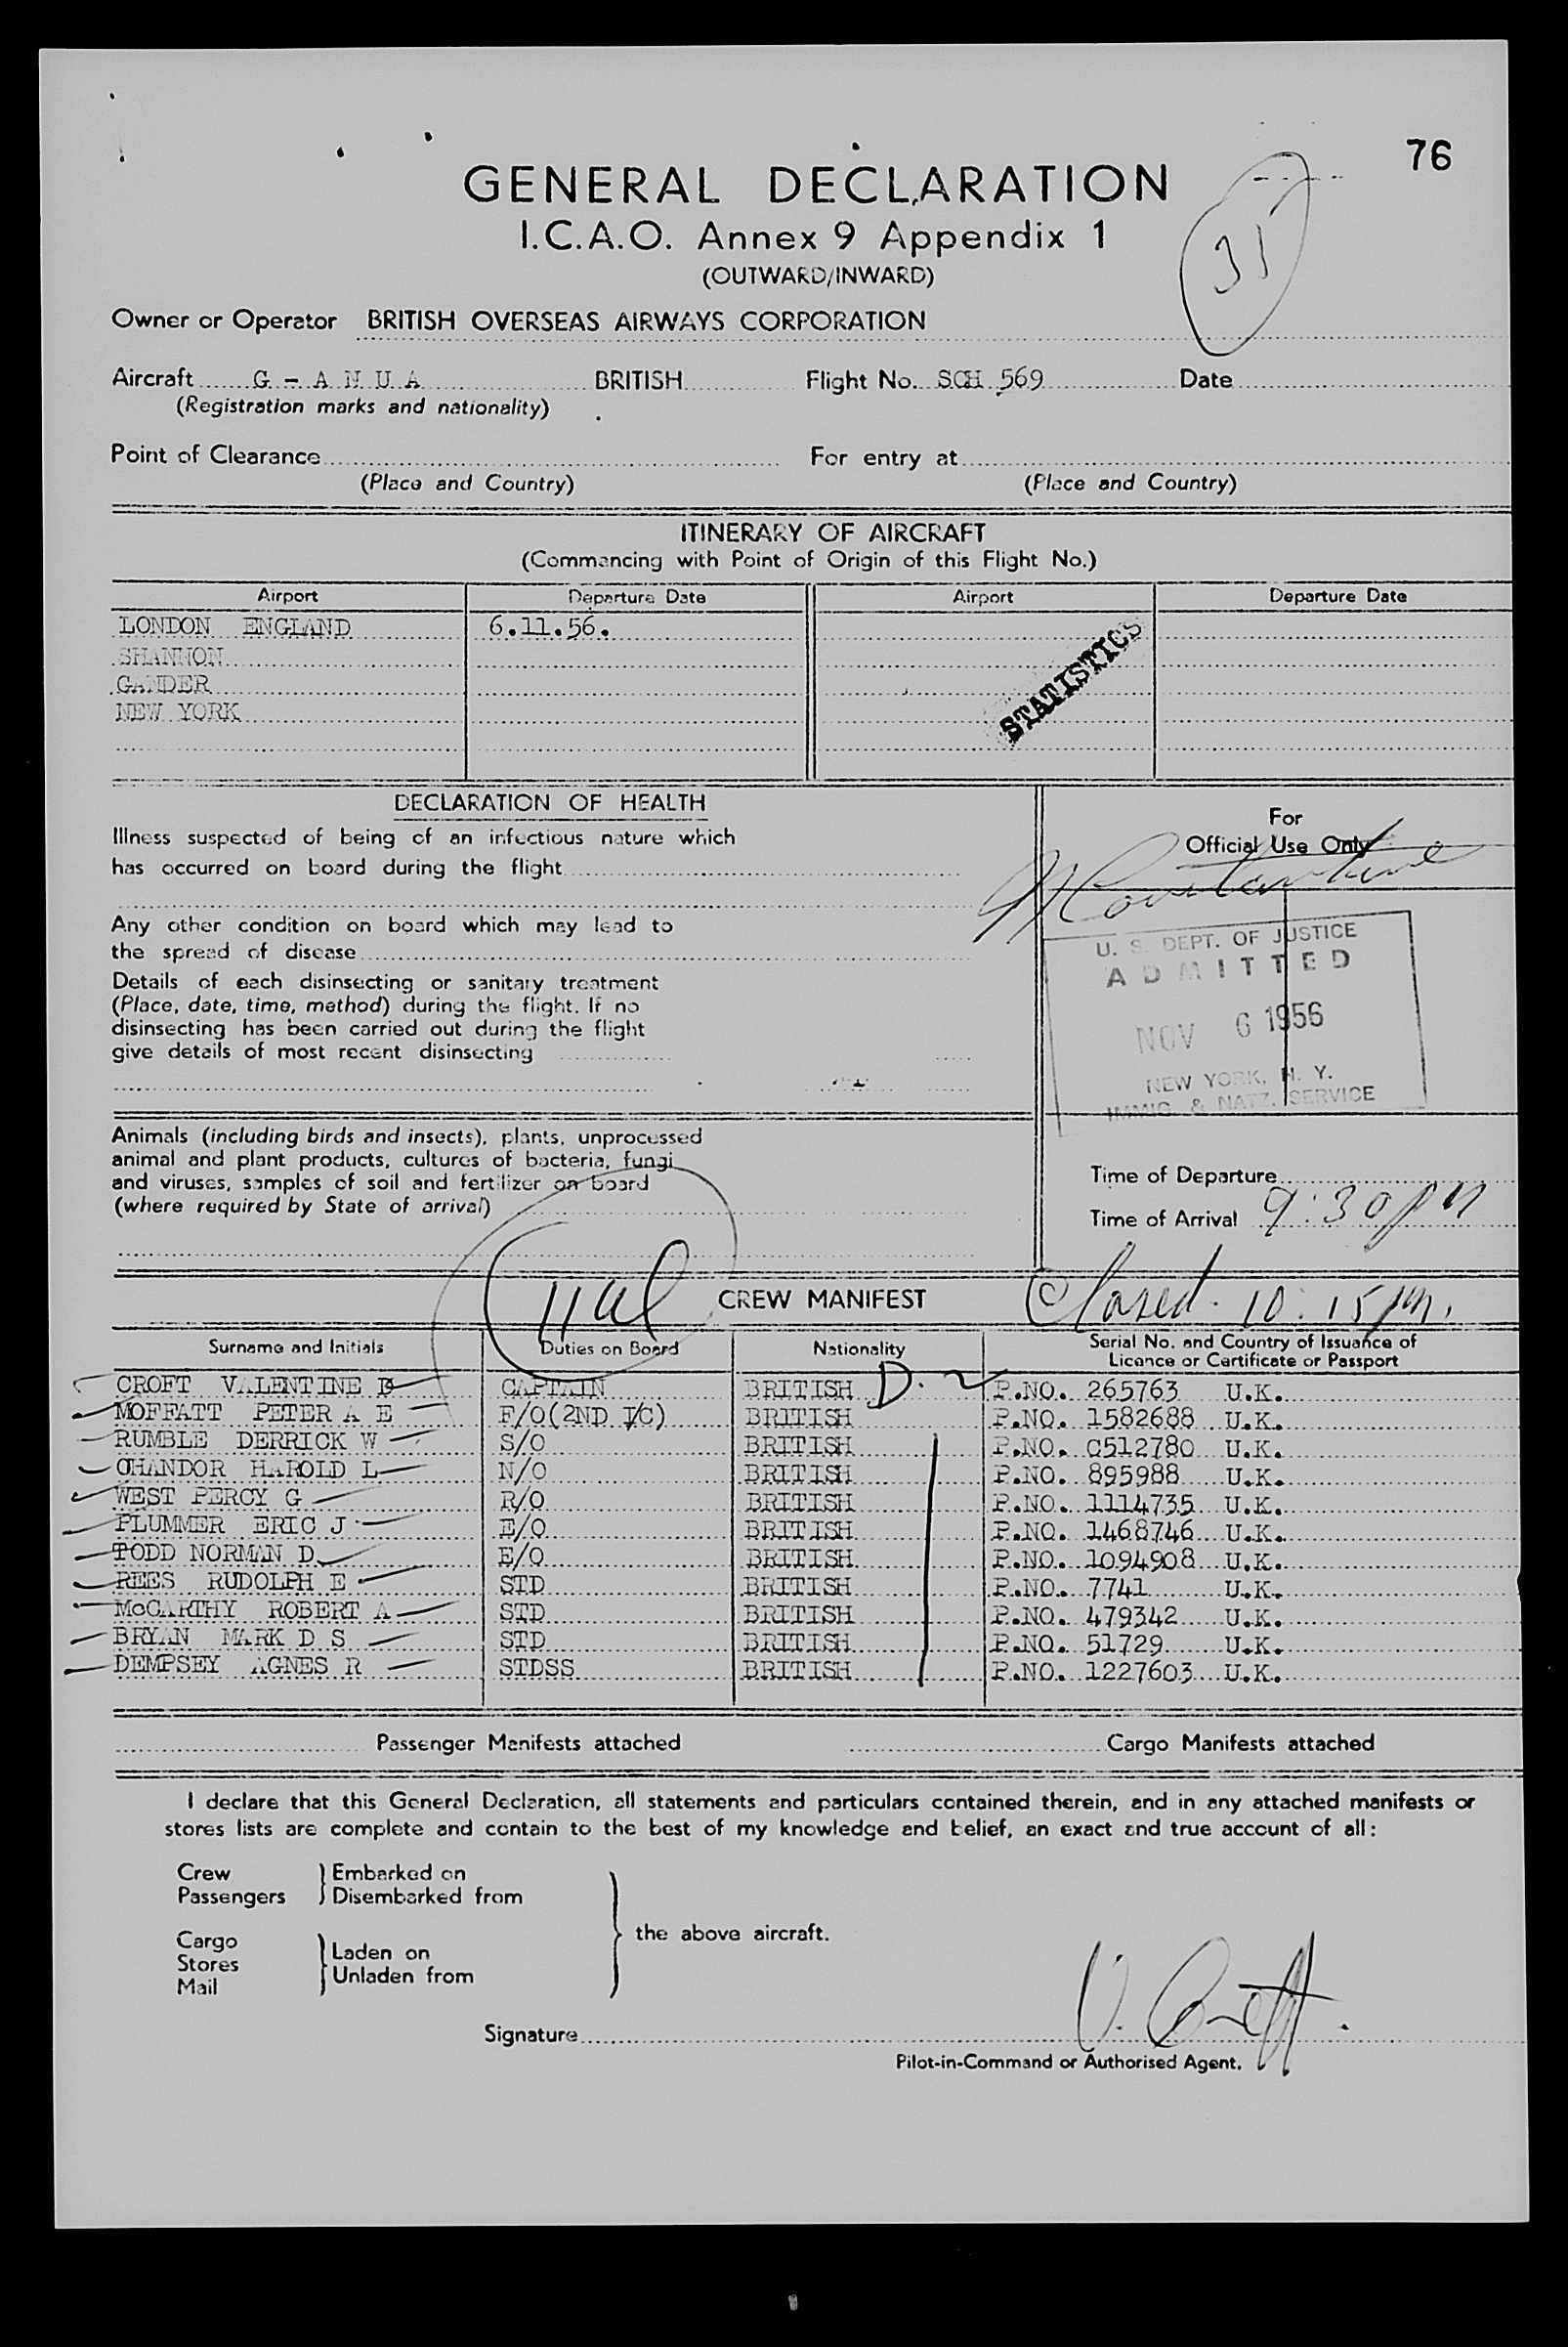 76
GENERAL DECLARATION
I.C.A.O. Annex 9 Appendix 1
(OUTWARD/INWARD)
31
Owner or Operator BRITISH OVERSEAS AIRWAYS CORPORATION
Aircraft G - A N U A BRITISH Flight No. SCH 569 Date
(Registration marks and nationality)
Point of Clearance For entry at
(Place and Country) (Place and Country)
ITINERARY OF AIRCRAFT
(Commencing with Point of Origin of this Flight No.)
Airport Departure Date Airport Departure Date
LONDON ENGLAND 6.11.56.
SHANNON
GANDER
NEW YORK
STATISTICS
DECLARATION OF HEALTH
Illness suspected of being of an infectious nature which
has occurred on board during the flight
Any other condition on board which may lead to
the spread of disease
Details of each disinsecting or sanitary treatment
(Place, date, time, method) during the flight. If no
disinsecting has been carried out during the flight
give details of most recent disinsecting
For
Official Use Only
U. S. DEPT. OF JUSTICE
ADMITTED
NOV 6 1956
NEW YORK, N. Y.
IMMIG. & NATZ. SERVICE
Animals (including birds and insects), plants, unprocessed
animal and plant products, cultures of bacteria, fungi
and viruses, samples of soil and fertilizer on board
(where required by State of arrival)
Time of Departure
Time of Arrival 9:30 pm
CREW MANIFEST
Closed. 10:15 pm.
Surname and Initials Duties on Board Nationality Serial No. and Country of Issuance of
Licence or Certificate or Passport
CROFT VALENTINE CAPTAIN BRITISH P.NO. 265763 U.K.
MOFFATT PETER A E F/O(2ND I/C) BRITISH P.NO. 1582688 U.K.
RUMBLE DERRICK W S/O BRITISH P.NO. C512780 U.K.
CHANDOR HAROLD L N/O BRITISH P.NO. 895988 U.K.
WEST PERCY G R/O BRITISH P.NO. 1114735 U.K.
PLUMMER ERIC J E/O BRITISH P.NO. 1468746 U.K.
TODD NORMAN D E/O BRITISH P.NO. 1094908 U.K.
REES RUDOLPH E STD BRITISH P.NO. 7741 U.K.
McCARTHY ROBERT A STD BRITISH P.NO. 479342 U.K.
BRYAN MARK D S STD BRITISH P.NO. 51729 U.K.
DEMPSEY AGNES R STDSS BRITISH P.NO. 1227603 U.K.
Passenger Manifests attached Cargo Manifests attached
I declare that this General Declaration, all statements and particulars contained therein, and in any attached manifests or
stores lists are complete and contain to the best of my knowledge and belief, an exact and true account of all:
Crew Embarked on
Passengers Disembarked from
the above aircraft.
Cargo
Stores Laden on
Mail Unladen from
Signature V. Croft.
Pilot-in-Command or Authorised Agent.